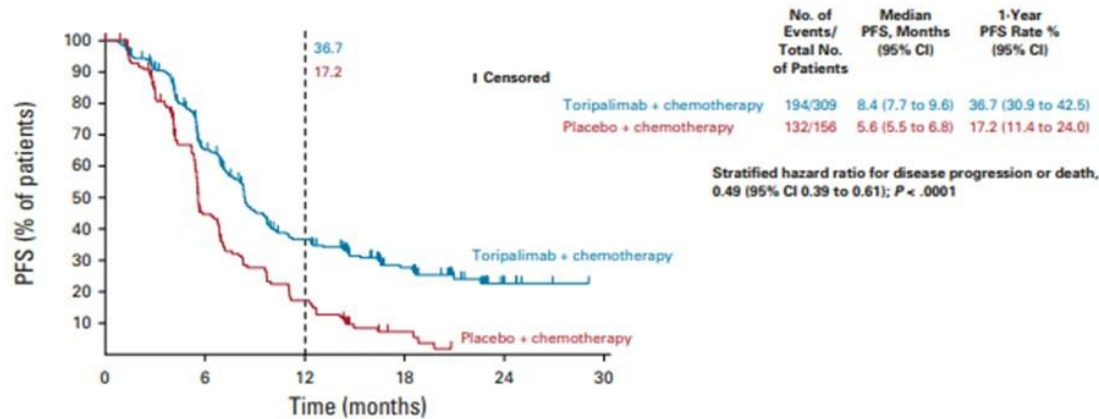 No. of Events/ Total No. of Patients
Median PFS, Months (95% CI)
1-Year PFS Rate % (95% CI)
Toripalimab + chemotherapy 194/309 8.4 (7.7 to 9.6) 36.7 (30.9 to 42.5)
Placebo + chemotherapy 132/156 5.6 (5.5 to 6.8) 17.2 (11.4 to 24.0)
Stratified hazard ratio for disease progression or death,
0.49 (95% CI 0.39 to 0.61); P < .0001
I Censored
36.7
17.2
PFS (% of patients)
100
90
80
70
60
50
40
30
20
10
Toripalimab + chemotherapy
Placebo + chemotherapy
0 6 12 18 24 30
Time (months)